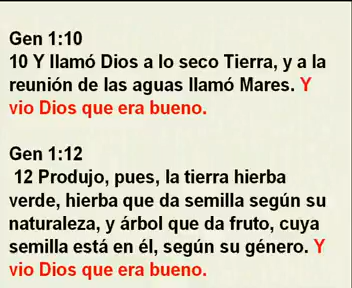 Gen 1:10
10 Y llamó Dios a lo seco Tierra, y a la
reunión de las aguas llamó Mares. Y
vio Dios que era bueno.
Gen 1:12
12 Produjo, pues, la tierra hierba
verde, hierba que da semilla según su
naturaleza, y árbol que da fruto, cuya
semilla está en él, según su género. Y
vio Dios que era bueno.